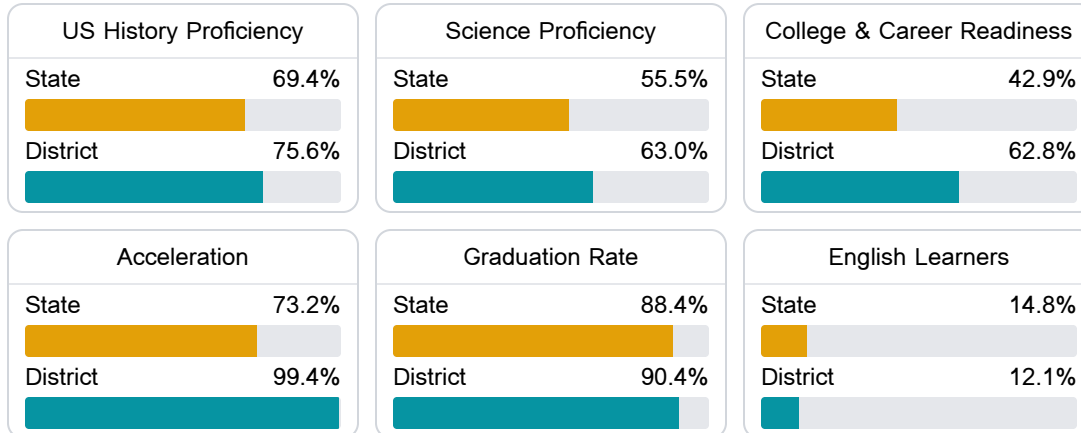 US History Proficiency
State 69.4%
District 75.6%
Science Proficiency
State 55.5%
District 63.0%
College & Career Readiness
State 42.9%
District 62.8%
Acceleration
State 73.2%
District 99.4%
Graduation Rate
State 88.4%
District 90.4%
English Learners
State 14.8%
District 12.1%